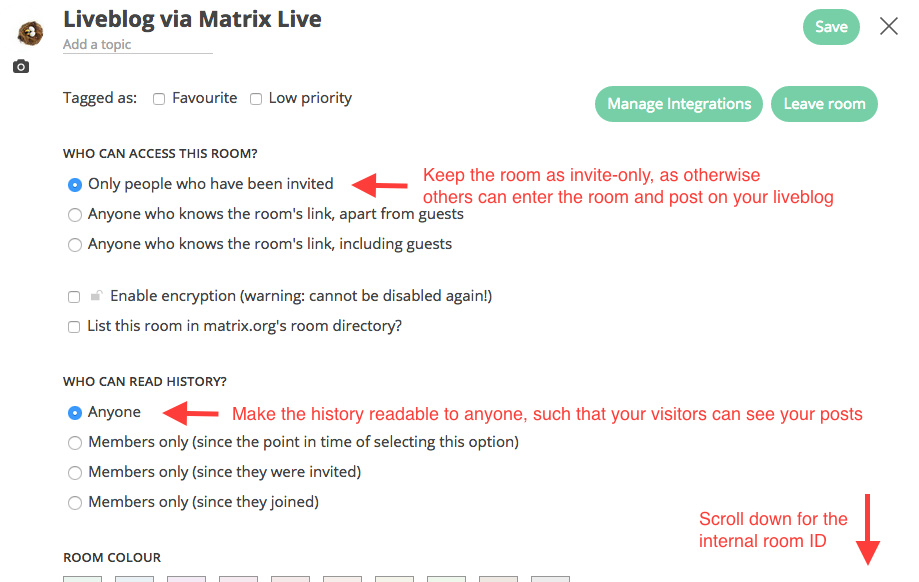 Liveblog via Matrix Live
Add a topic
Save
Tagged as: Favourite Low priority
Manage Integrations Leave room
WHO CAN ACCESS THIS ROOM?
Only people who have been invited
Keep the room as invite-only, as otherwise
others can enter the room and post on your liveblog
Anyone who knows the room's link, apart from guests
Anyone who knows the room's link, including guests
Enable encryption (warning: cannot be disabled again!)
List this room in matrix.org's room directory?
WHO CAN READ HISTORY?
Anyone
Make the history readable to anyone, such that your visitors can see your posts
Members only (since the point in time of selecting this option)
Members only (since they were invited)
Members only (since they joined)
Scroll down for the
internal room ID
ROOM COLOUR